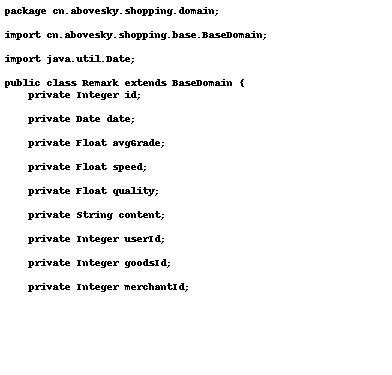 package cn.abovesky.shopping.domain;
import cn.abovesky.shopping.base.BaseDomain;
import java.util.Date;
public class Remark extends BaseDomain {
    private Integer id;
    private Date date;
    private Float avgGrade;
    private Float speed;
    private Float quality;
    private String content;
    private Integer userId;
    private Integer goodsId;
    private Integer merchantId;